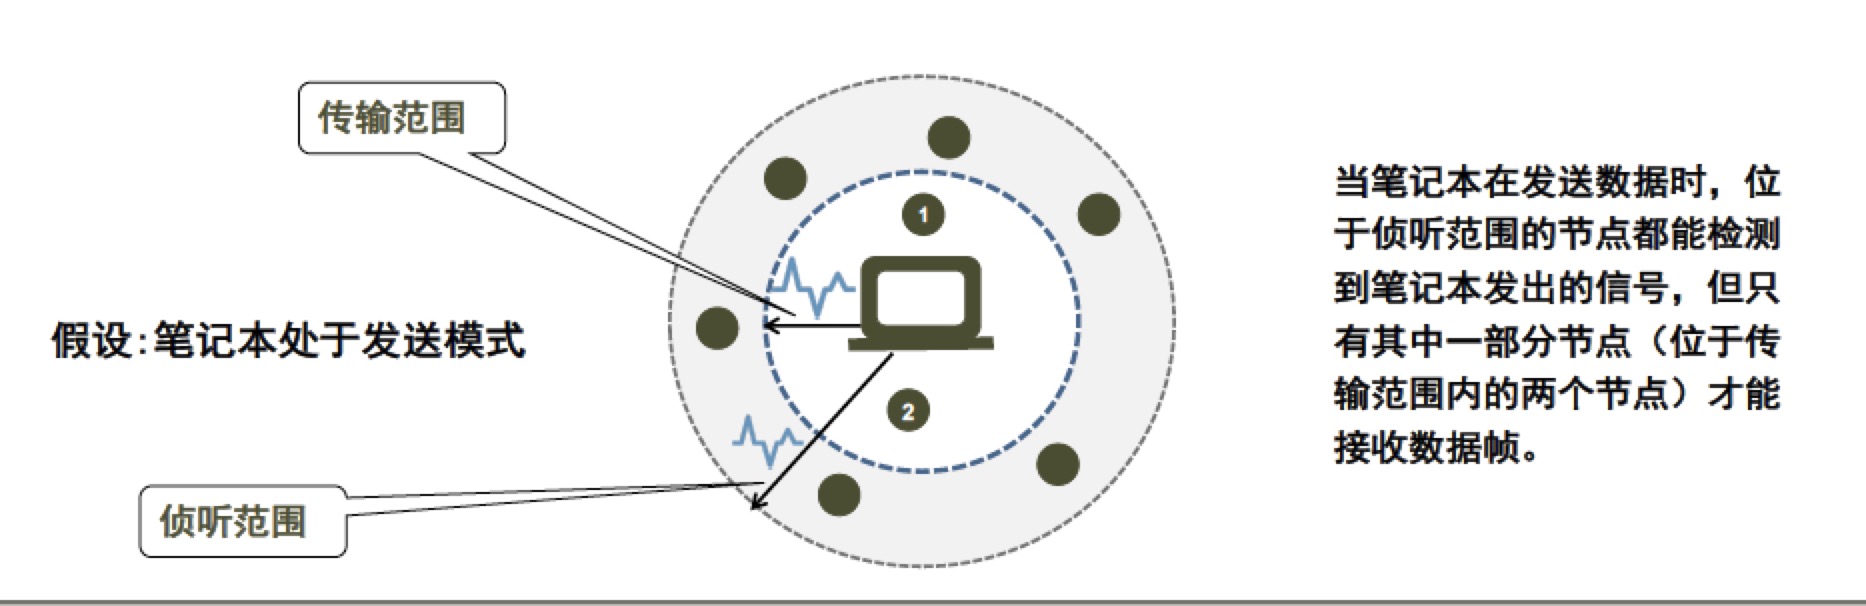 传输范围
1
假设:笔记本处于发送模式
2
侦听范围
当笔记本在发送数据时，位
于侦听范围的节点都能检测
到笔记本发出的信号，但只
有其中一部分节点（位于传
输范围内的两个节点）才能
接收数据帧。